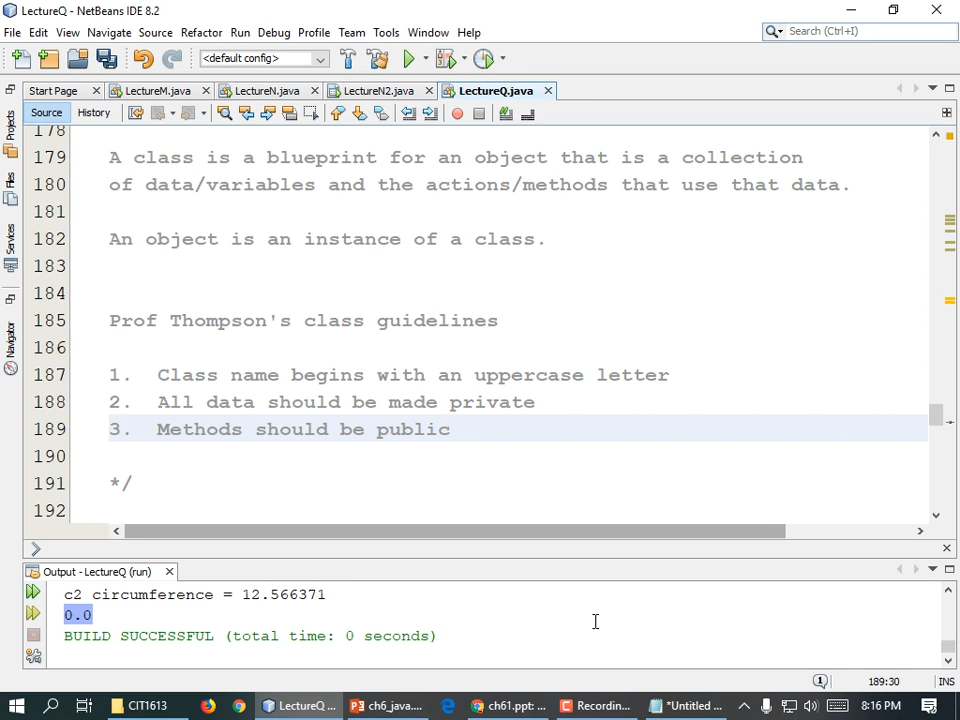 LectureQ - NetBeans IDE 8.2
File Edit View Navigate Source Refactor Run Debug Profile Team Tools Window Help
Search (Ctrl+I)
<default config>
Start Page LectureM.java LectureN.java LectureN2.java LectureQ.java
Source History
Projects
Files
Services
Navigator
178
179 A class is a blueprint for an object that is a collection
180 of data/variables and the actions/methods that use that data.
181
182 An object is an instance of a class.
183
184
185 Prof Thompson's class guidelines
186
187 1. Class name begins with an uppercase letter
188 2. All data should be made private
189 3. Methods should be public
190
191 */
192
Output - LectureQ (run)
c2 circumference = 12.566371
0.0
BUILD SUCCESSFUL (total time: 0 seconds)
1 189:30 INS
CIT1613 LectureQ ... ch6_java.... ch61.ppt: ... Recordin... *Untitled ... 8:16 PM